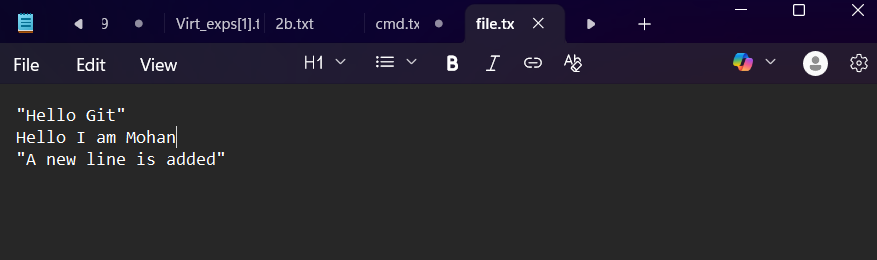 9 Virt_exps[1].t 2b.txt cmd.tx file.tx
File Edit View H1 B I
"Hello Git"
Hello I am Mohan
"A new line is added"